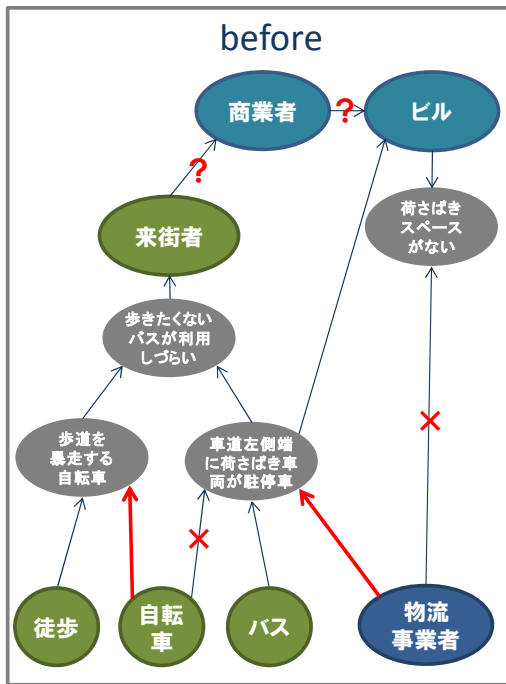 before
商業者
?
ビル
?
来街者
荷さばき
スペース
がない
歩きたくない
バスが利用
しづらい
×
歩道を
暴走する
自転車
車道左側端
に荷さばき車
両が駐停車
×
徒歩
自転
車
バス
物流
事業者